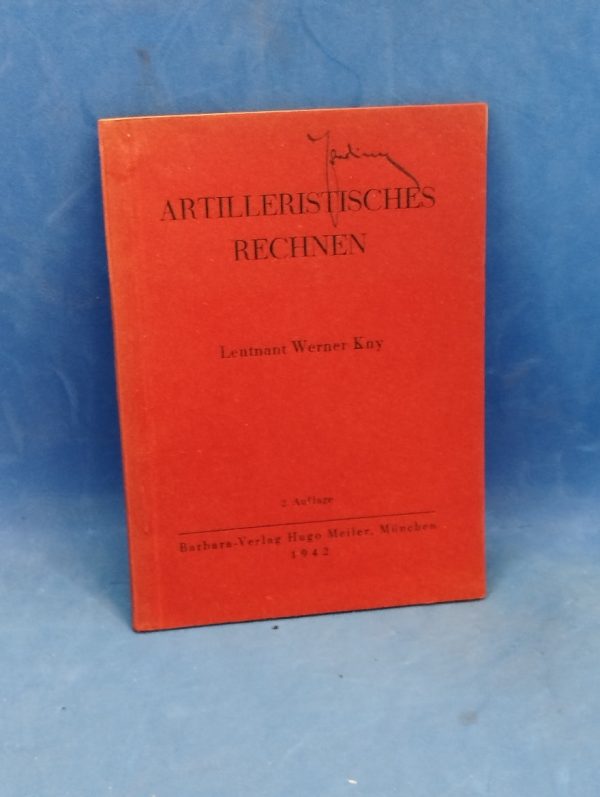 ARTILLERISTISCHES
RECHNEN
Leutnant Werner Kny
2. Auflage
Barbara-Verlag Hugo Meiler, München
1942